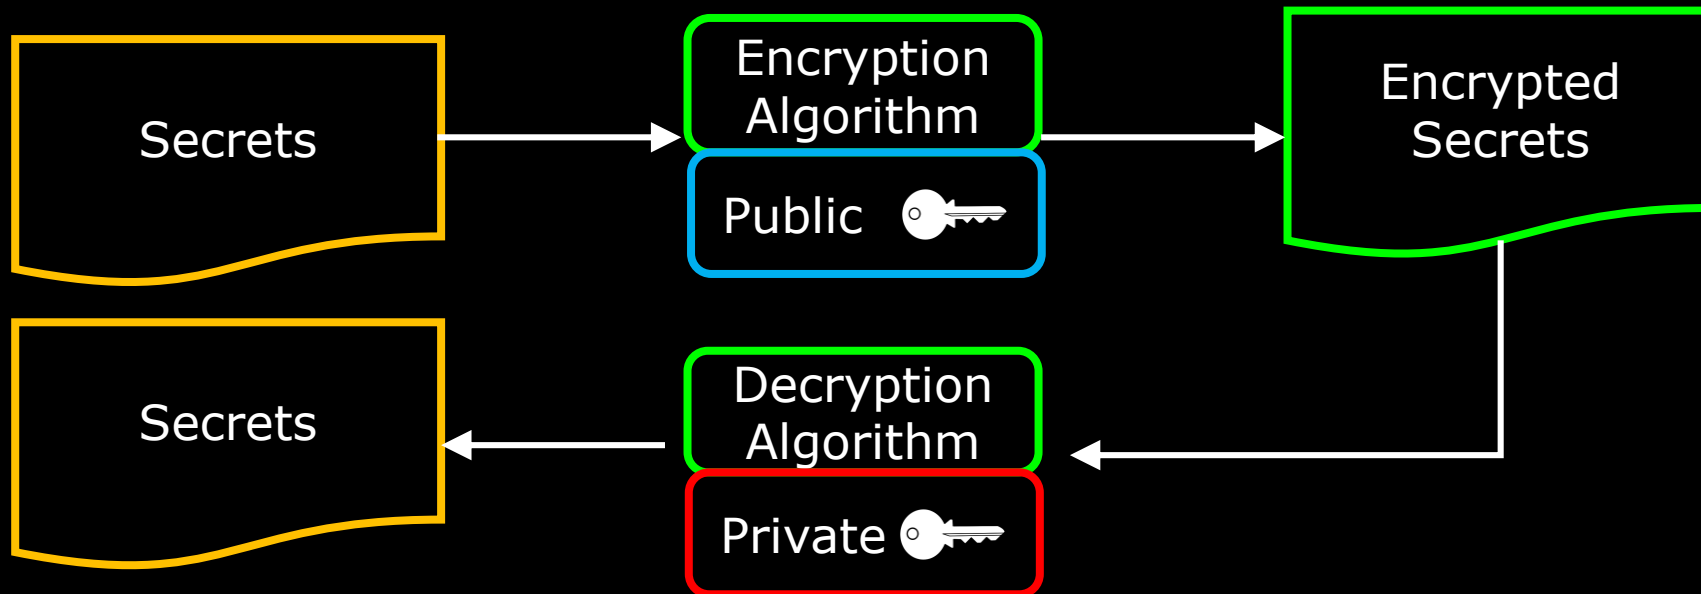 Secrets
Encryption
Algorithm
Public
Encrypted
Secrets
Secrets
Decryption
Algorithm
Private